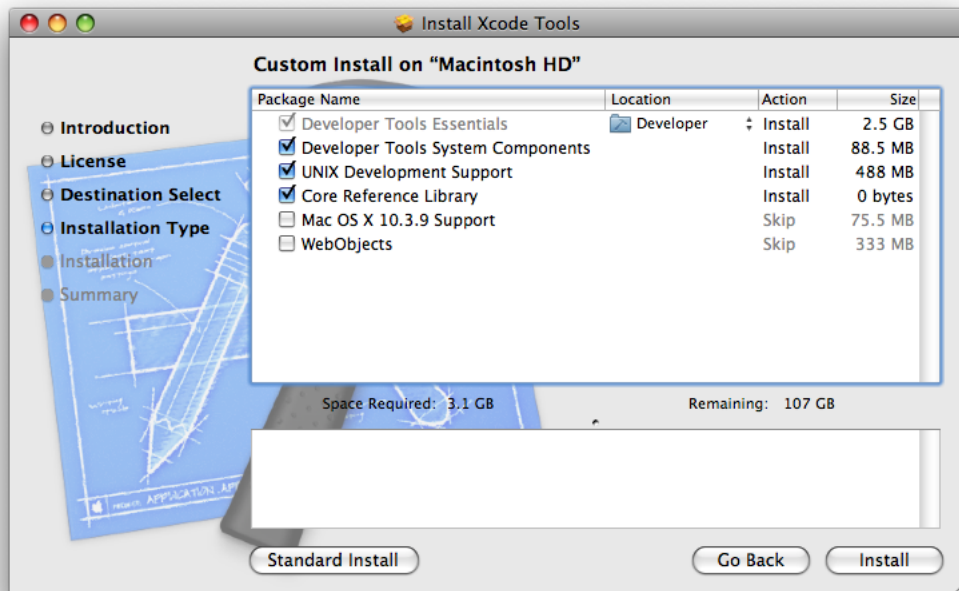 Install Xcode Tools
Custom Install on “Macintosh HD”
Introduction
License
Destination Select
Installation Type
Installation
Summary
Package Name Location Action Size
Developer Tools Essentials Developer Install 2.5 GB
Developer Tools System Components Install 88.5 MB
UNIX Development Support Install 488 MB
Core Reference Library Install 0 bytes
Mac OS X 10.3.9 Support Skip 75.5 MB
WebObjects Skip 333 MB
Space Required: 3.1 GB Remaining: 107 GB
APPLICATION .APP
Standard Install Go Back Install